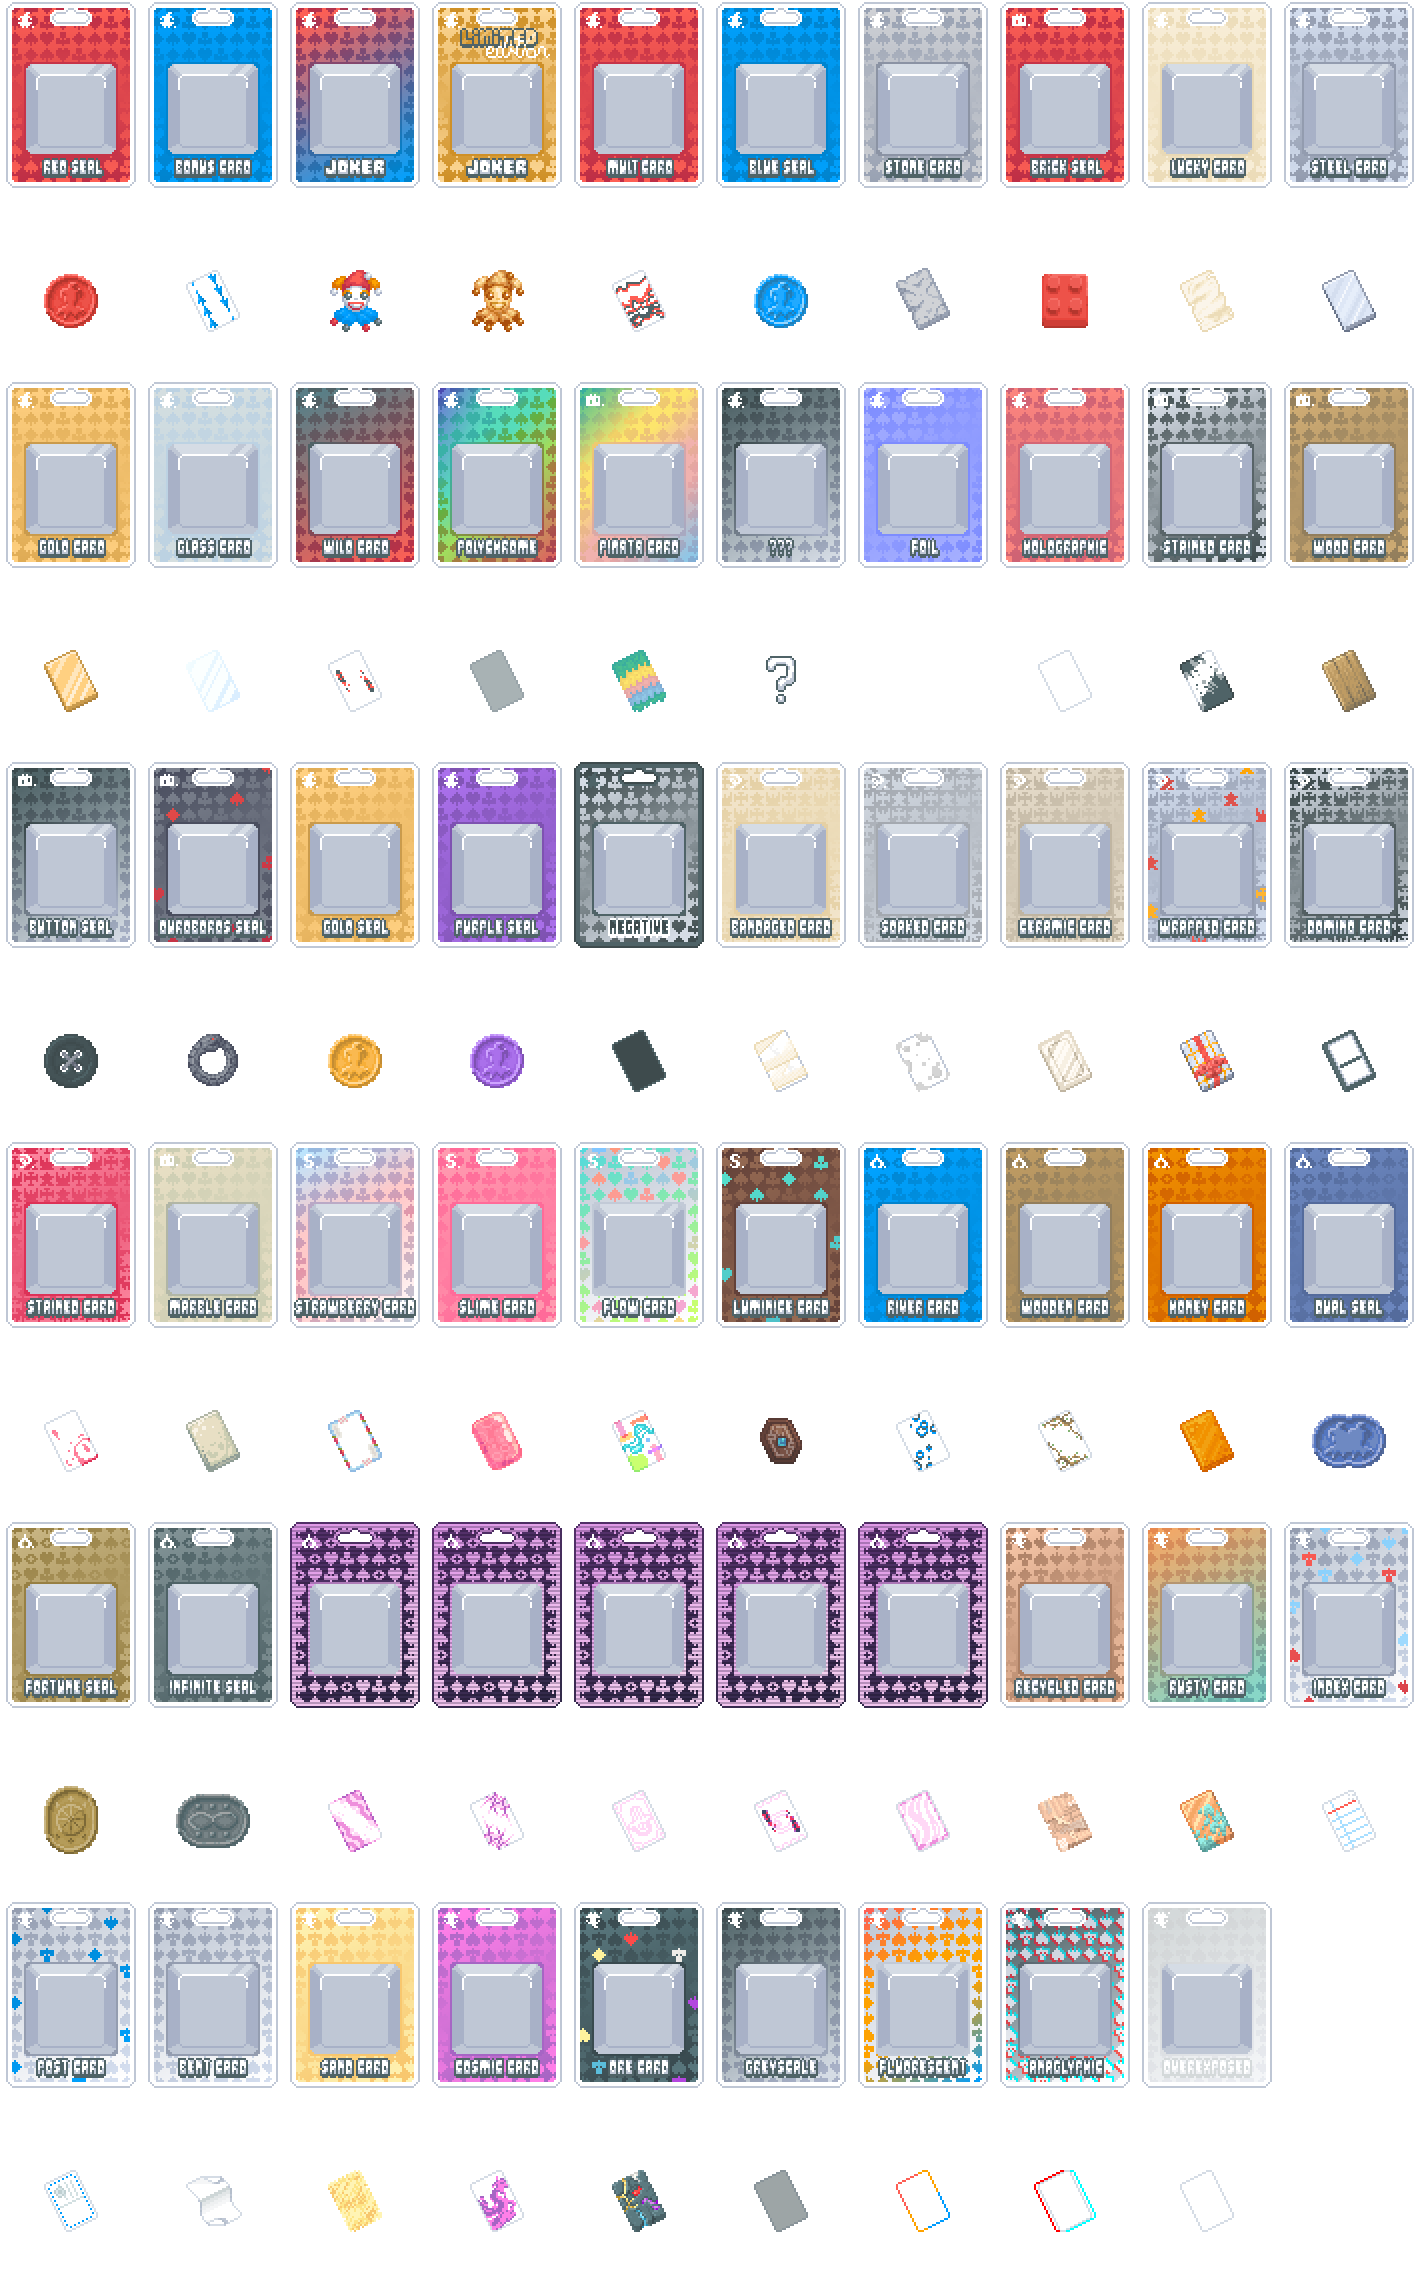 LIMITED
EDITION
RED SEAL
BONUS CARD
JOKER
JOKER
MULT CARD
BLUE SEAL
STONE CARD
BRICK SEAL
LUCKY CARD
STEEL CARD
GOLD CARD
GLASS CARD
WILD CARD
POLYCHROME
PINATA CARD
???
FOIL
HOLOGRAPHIC
STAINED CARD
WOOD CARD
BUTTON SEAL
OUROBOROS SEAL
GOLD SEAL
PURPLE SEAL
NEGATIVE
BANDAGED CARD
SOAKED CARD
CERAMIC CARD
WRAPPED CARD
DOMINO CARD
S.
S.
S.
S.
STAINED CARD
MARBLE CARD
STRAWBERRY CARD
SLIME CARD
FLOW CARD
LUMINICE CARD
RIVER CARD
WOODEN CARD
HONEY CARD
DUAL SEAL
FORTUNE SEAL
INFINITE SEAL
RECYCLED CARD
RUSTY CARD
INDEX CARD
POST CARD
BENT CARD
SAND CARD
COSMIC CARD
ORE CARD
GREYSCALE
FLUORESCENT
ANAGLYPHIC
OVEREXPOSED